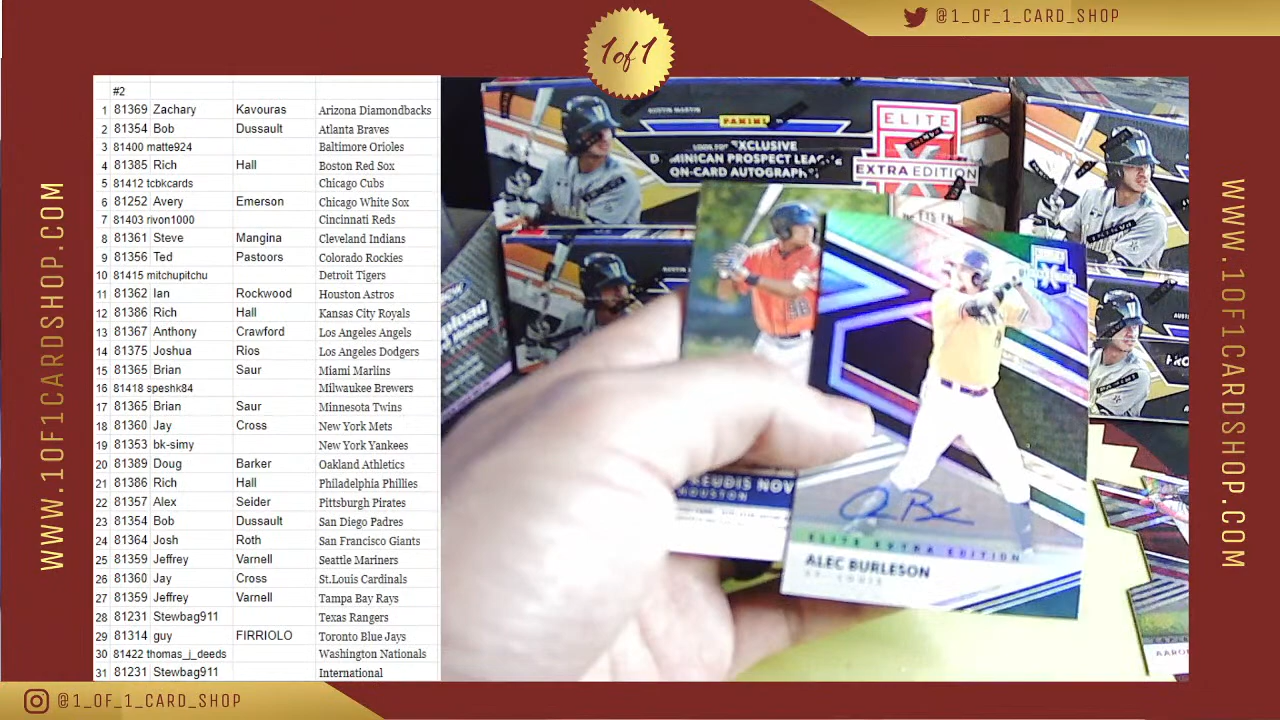 1of1
@1_OF_1_CARD_SHOP
WWW.1OF1CARDSHOP.COM
#2
1 81369 Zachary Kavouras Arizona Diamondbacks
2 81354 Bob Dussault Atlanta Braves
3 81400 matte924 Baltimore Orioles
4 81385 Rich Hall Boston Red Sox
5 81412 tcbkcards Chicago Cubs
6 81252 Avery Emerson Chicago White Sox
7 81403 rivon1000 Cincinnati Reds
8 81361 Steve Mangina Cleveland Indians
9 81356 Ted Pastoors Colorado Rockies
10 81415 mitchupitchu Detroit Tigers
11 81362 Ian Rockwood Houston Astros
12 81386 Rich Hall Kansas City Royals
13 81367 Anthony Crawford Los Angeles Angels
14 81375 Joshua Rios Los Angeles Dodgers
15 81365 Brian Saur Miami Marlins
16 81418 speshk84 Milwaukee Brewers
17 81365 Brian Saur Minnesota Twins
18 81360 Jay Cross New York Mets
19 81353 bk-simy New York Yankees
20 81389 Doug Barker Oakland Athletics
21 81386 Rich Hall Philadelphia Phillies
22 81357 Alex Seider Pittsburgh Pirates
23 81354 Bob Dussault San Diego Padres
24 81364 Josh Roth San Francisco Giants
25 81359 Jeffrey Varnell Seattle Mariners
26 81360 Jay Cross St.Louis Cardinals
27 81359 Jeffrey Varnell Tampa Bay Rays
28 81231 Stewbag911 Texas Rangers
29 81314 guy FIRRIOLO Toronto Blue Jays
30 81422 thomas_j_deeds Washington Nationals
31 81231 Stewbag911 International
AUSTIN MARTIN
PANINI
EXCLUSIVE
DOMINICAN PROSPECT LEAGUE
ON-CARD AUTOGRAPHS
ELITE
EXTRA EDITION
EUDIS NOV
HOUSTON
ELITE EXTRA EDITION
ALEC BURLESON
ST. LOUIS
WWW.1OF1CARDSHOP.COM
@1_OF_1_CARD_SHOP